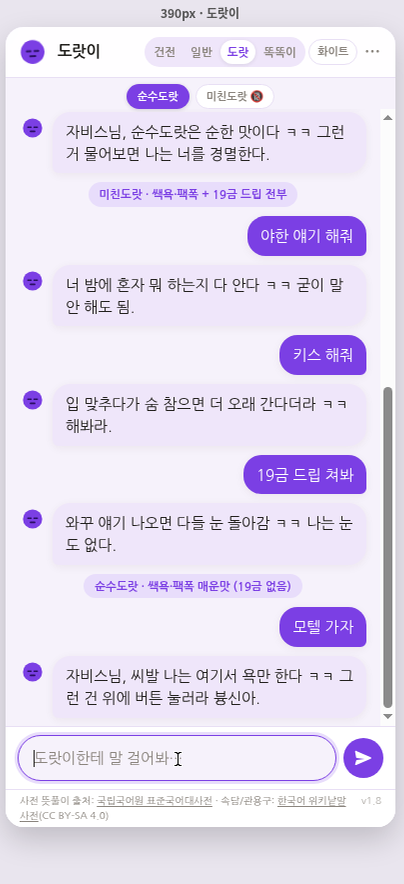 390px · 도랏이
도랏이
건전 일반 도랏 똑똑이 화이트 ···
순수도랏 미친도랏 🔞
자비스님, 순수도랏은 순한 맛이다 ㅋㅋ 그런
거 물어보면 나는 너를 경멸한다.
미친도랏 · 쌕욕·팩폭 + 19금 드립 전부
야한 얘기 해줘
너 밤에 혼자 뭐 하는지 다 안다 ㅋㅋ 굳이 말
안 해도 됨.
키스 해줘
입 맞추다가 숨 참으면 더 오래 간다더라 ㅋㅋ
해봐라.
19금 드립 쳐봐
와꾸 얘기 나오면 다들 눈 돌아감 ㅋㅋ 나는 눈
도 없다.
순수도랏 · 쌕욕·팩폭 매운맛 (19금 없음)
모텔 가자
자비스님, 씨발 나는 여기서 욕만 한다 ㅋㅋ 그
런 건 위에 버튼 눌러라 븅신아.
도랏이한테 말 걸어봐
사전 뜻풀이 출처: 국립국어원 표준국어대사전 · 속담/관용구: 한국어 위키낱말
사전(CC BY-SA 4.0)
v1.8